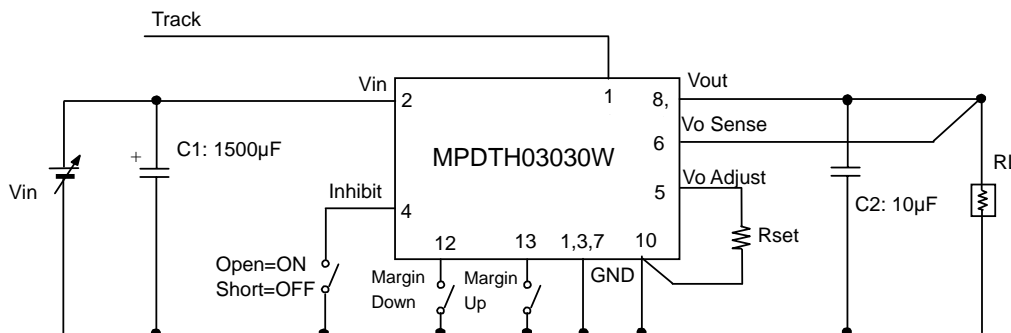 Track
Vin
2
1
8,
Vout
Vo Sense
6
+
C1: 1500µF
MPDTH03030W
Vin
5
Vo Adjust
C2: 10µF
Inhibit
4
Rset
12
13
1,3,7
10
GND
Open=ON
Short=OFF
Margin
Down
Margin
Up